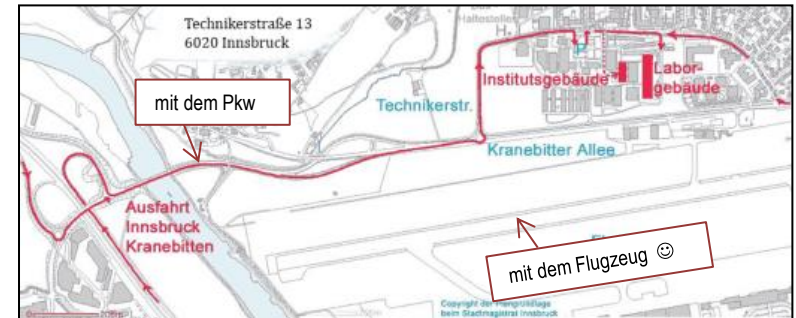 Technikerstraße 13
6020 Innsbruck
Haltestellen
H
P
mit dem Pkw
Institutsgebäude
Labor-
gebäude
Technikerstr.
Kranebitter Allee
Ausfahrt
Innsbruck
Kranebitten
mit dem Flugzeug ☺
Copyright der Plangrundlage
beim Stadtmagistrat Innsbruck